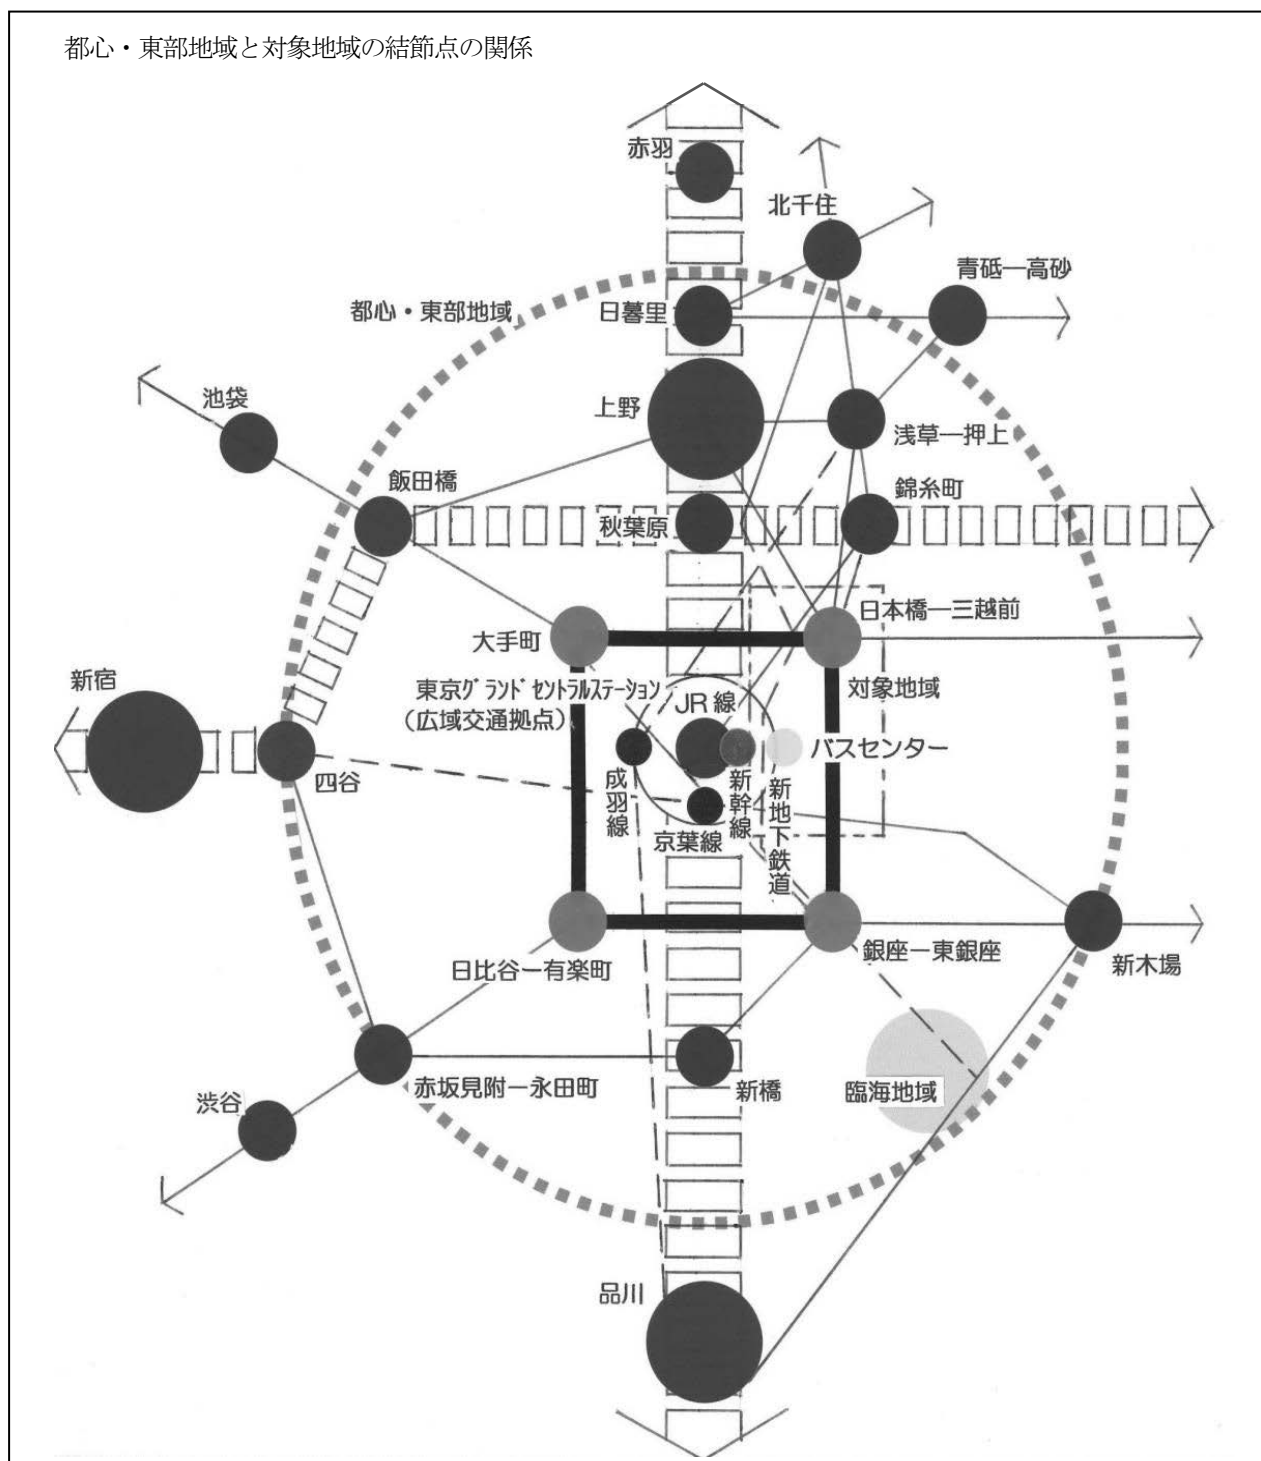 都心・東部地域と対象地域の結節点の関係
赤羽
北千住
青砥―高砂
都心・東部地域
日暮里
池袋
上野
浅草―押上
飯田橋
錦糸町
秋葉原
日本橋―三越前
大手町
新宿
東京グランドセントラルステーション
(広域交通拠点)
対象地域
JR線
バスセンター
四谷
成羽線
新幹線
新地下鉄道
京葉線
日比谷―有楽町
銀座―東銀座
新木場
赤坂見附―永田町
新橋
臨海地域
渋谷
品川